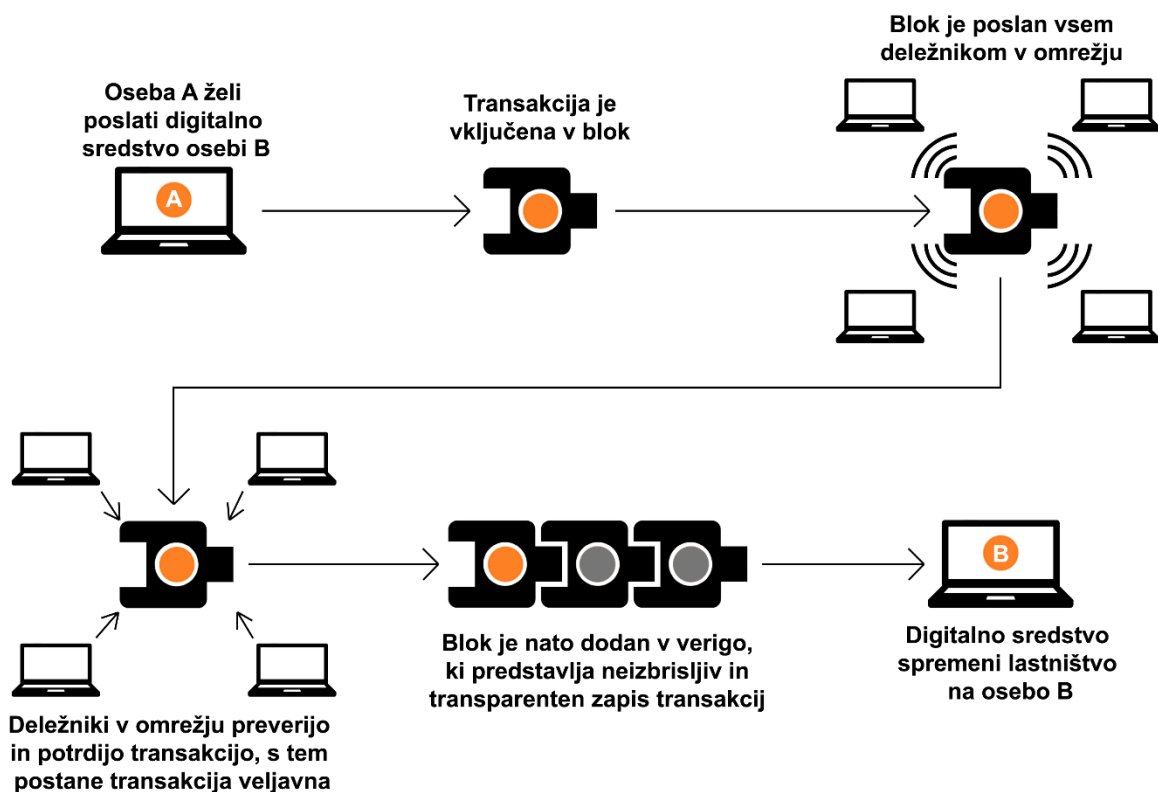 Oseba A želi
poslati digitalno
sredstvo osebi B
A
Transakcija je
vključena v blok
Blok je poslan vsem
deležnikom v omrežju
Deležniki v omrežju preverijo
in potrdijo transakcijo, s tem
postane transakcija veljavna
Blok je nato dodan v verigo,
ki predstavlja neizbrisljiv in
transparenten zapis transakcij
B
Digitalno sredstvo
spremeni lastništvo
na osebo B